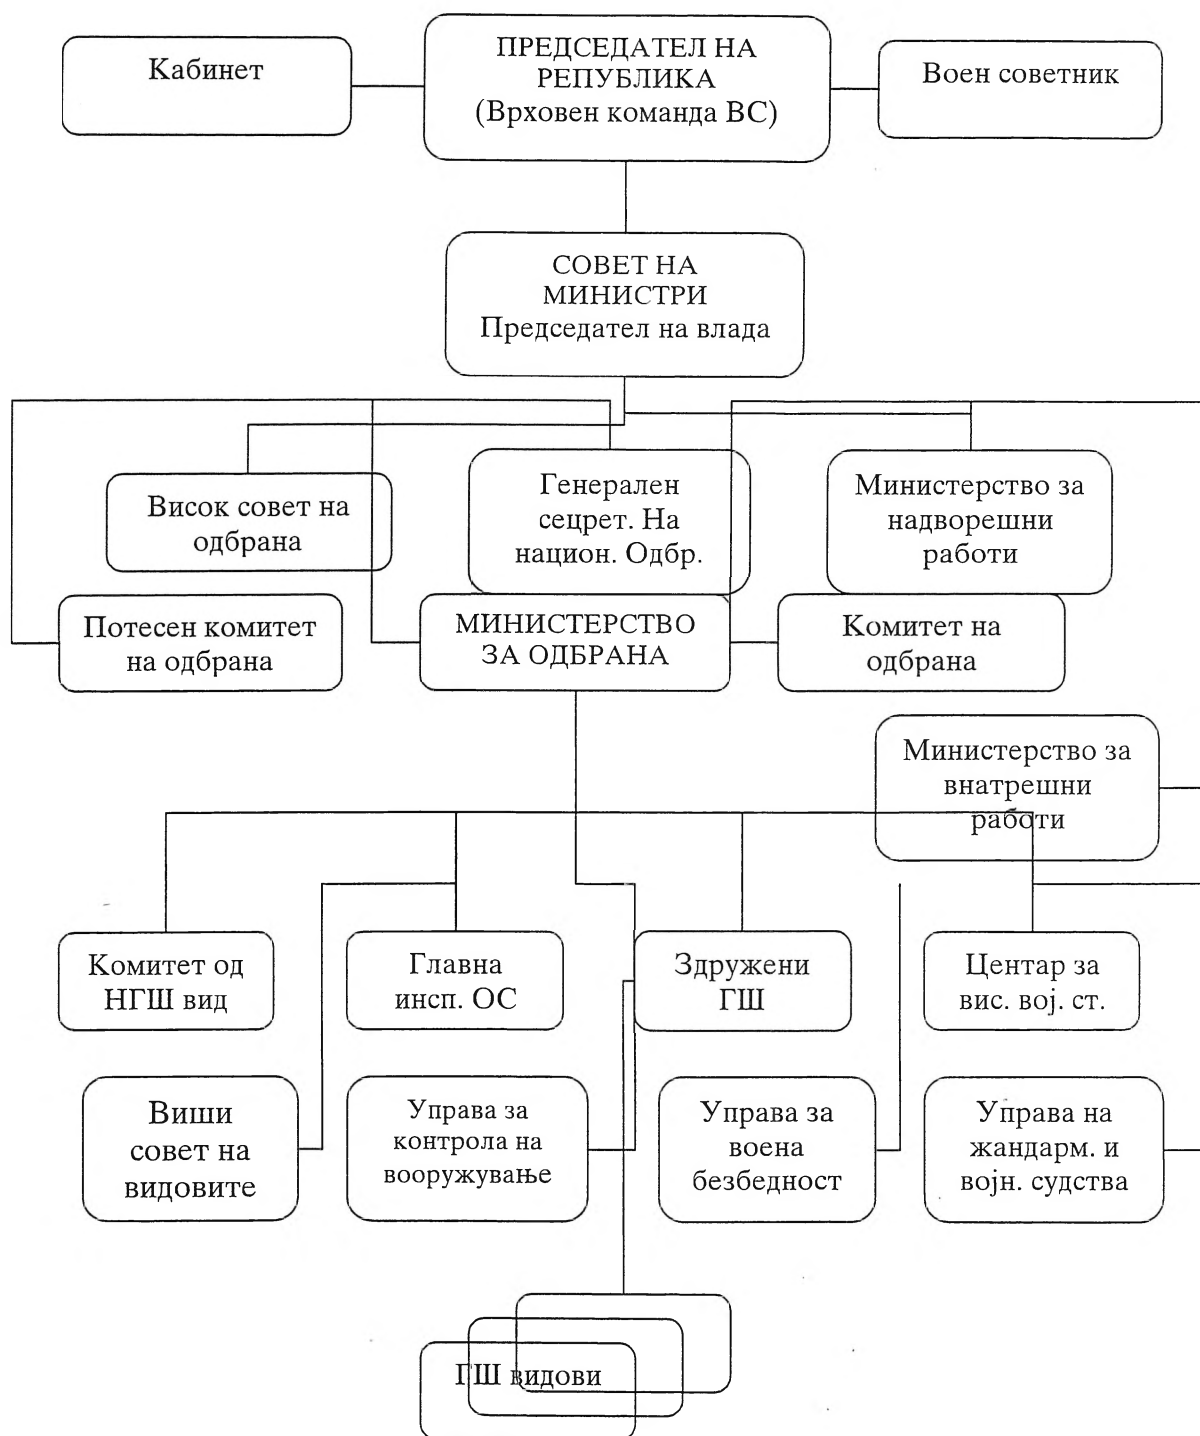 Кабинет
ПРЕДСЕДАТЕЛ НА
РЕПУБЛИКА
(Врховен команда ВС)
Воен советник
СОВЕТ НА
МИНИСТРИ
Председател на влада
Висок совет на
одбрана
Генерален
сецрет. На
национ. Одбр.
Министерство за
надворешни
работи
Потесен комитет
на одбрана
МИНИСТЕРСТВО
ЗА ОДБРАНА
Комитет на
одбрана
Министерство за
внатрешни
работи
Комитет од
НГШ вид
Главна
инсп. ОС
Здружени
ГШ
Центар за
вис. вој. ст.
Виши
совет на
видовите
Управа за
контрола на
вооружување
Управа за
воена
безбедност
Управа на
жандарм. и
војн. судства
ГШ видови